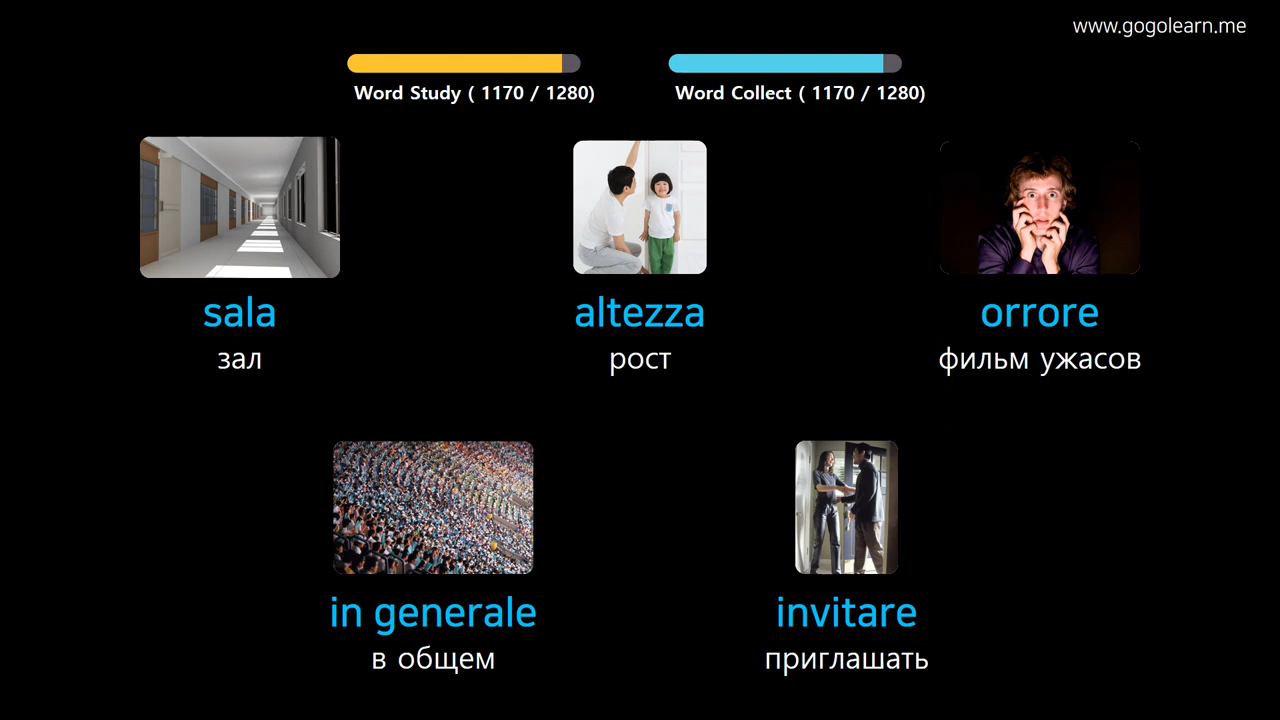 www.gogolearn.me
Word Study ( 1170 / 1280)
Word Collect ( 1170 / 1280)
sala
зал
altezza
рост
orrore
фильм ужасов
in generale
в общем
invitare
приглашать